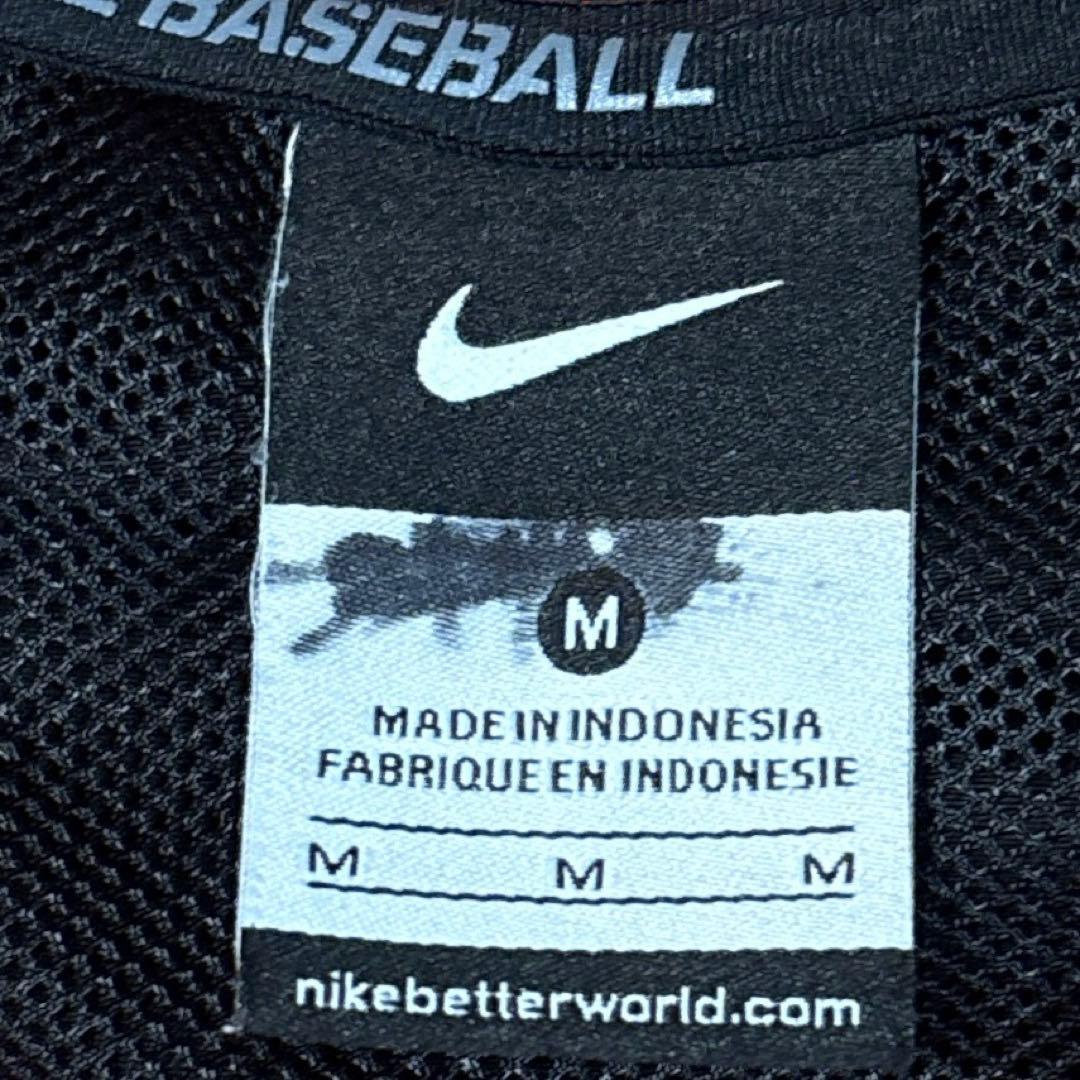 BASEBALL
M
MADE IN INDONESIA
FABRIQUE EN INDONESIE
M M M
nikebetterworld.com